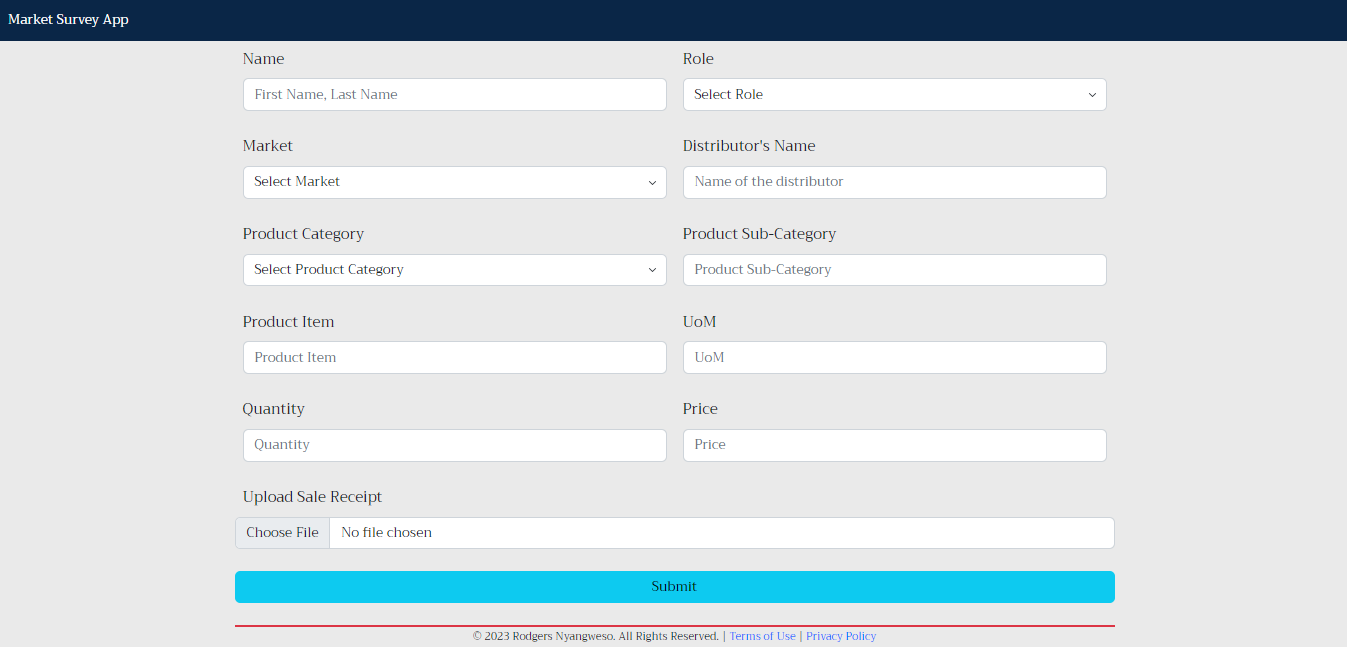 Market Survey App
Name
Role
First Name, Last Name
Select Role
Market
Distributor's Name
Select Market
Name of the distributor
Product Category
Product Sub-Category
Select Product Category
Product Sub-Category
Product Item
UoM
Product Item
UoM
Quantity
Price
Quantity
Price
Upload Sale Receipt
Choose File
No file chosen
Submit
© 2023 Rodgers Nyangweso. All Rights Reserved. | Terms of Use | Privacy Policy